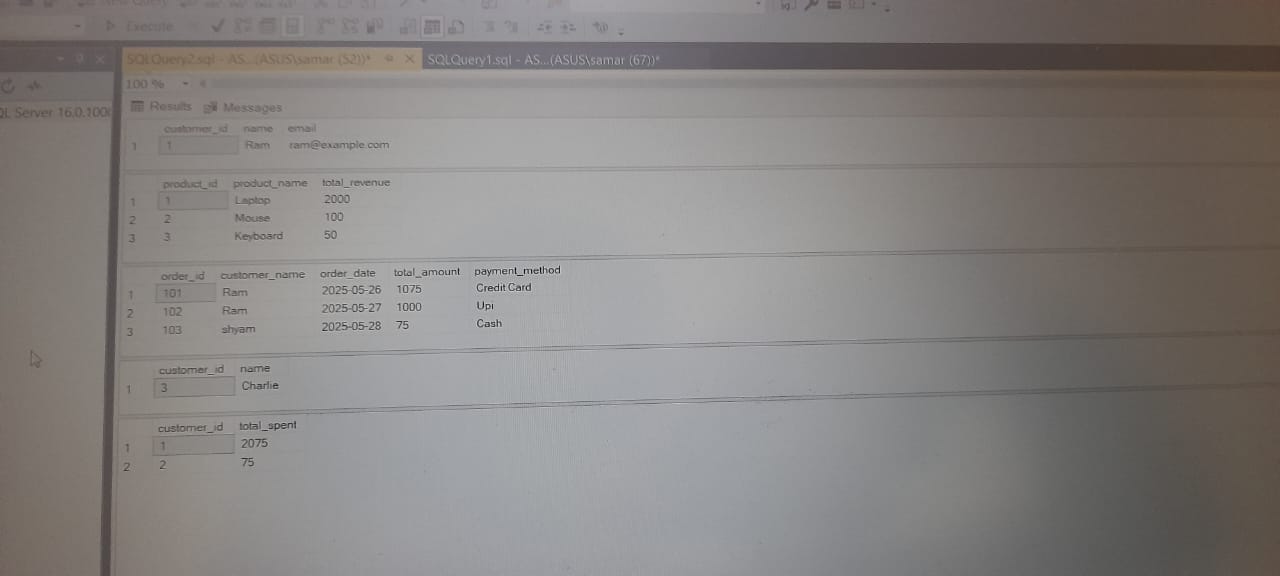 Execute
SQLQuery2.sql - AS...(ASUS\samar (52))* SQLQuery1.sql - AS...(ASUS\samar (67))*
100 %
Results Messages
QL Server 16.0.100
customer_id name email
1 1 Ram ram@example.com
product_id product_name total_revenue
1 1 Laptop 2000
2 2 Mouse 100
3 3 Keyboard 50
order_id customer_name order_date total_amount payment_method
1 101 Ram 2025-05-26 1075 Credit Card
2 102 Ram 2025-05-27 1000 Upi
3 103 shyam 2025-05-28 75 Cash
customer_id name
1 3 Charlie
customer_id total_spent
1 1 2075
2 2 75